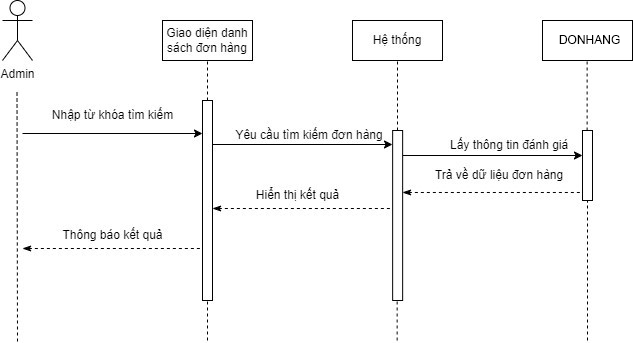 Giao diện danh
sách đơn hảng
Hệ thống
DONHANG
Admin
Nhập từ khóa tìm kiếm
Yêu cầu tìm kiếm đơn hàng
Lấy thông tin đánh giá
Trả về dữ liệu đơn hàng
Hiển thị kết quả
Thông báo kết quả